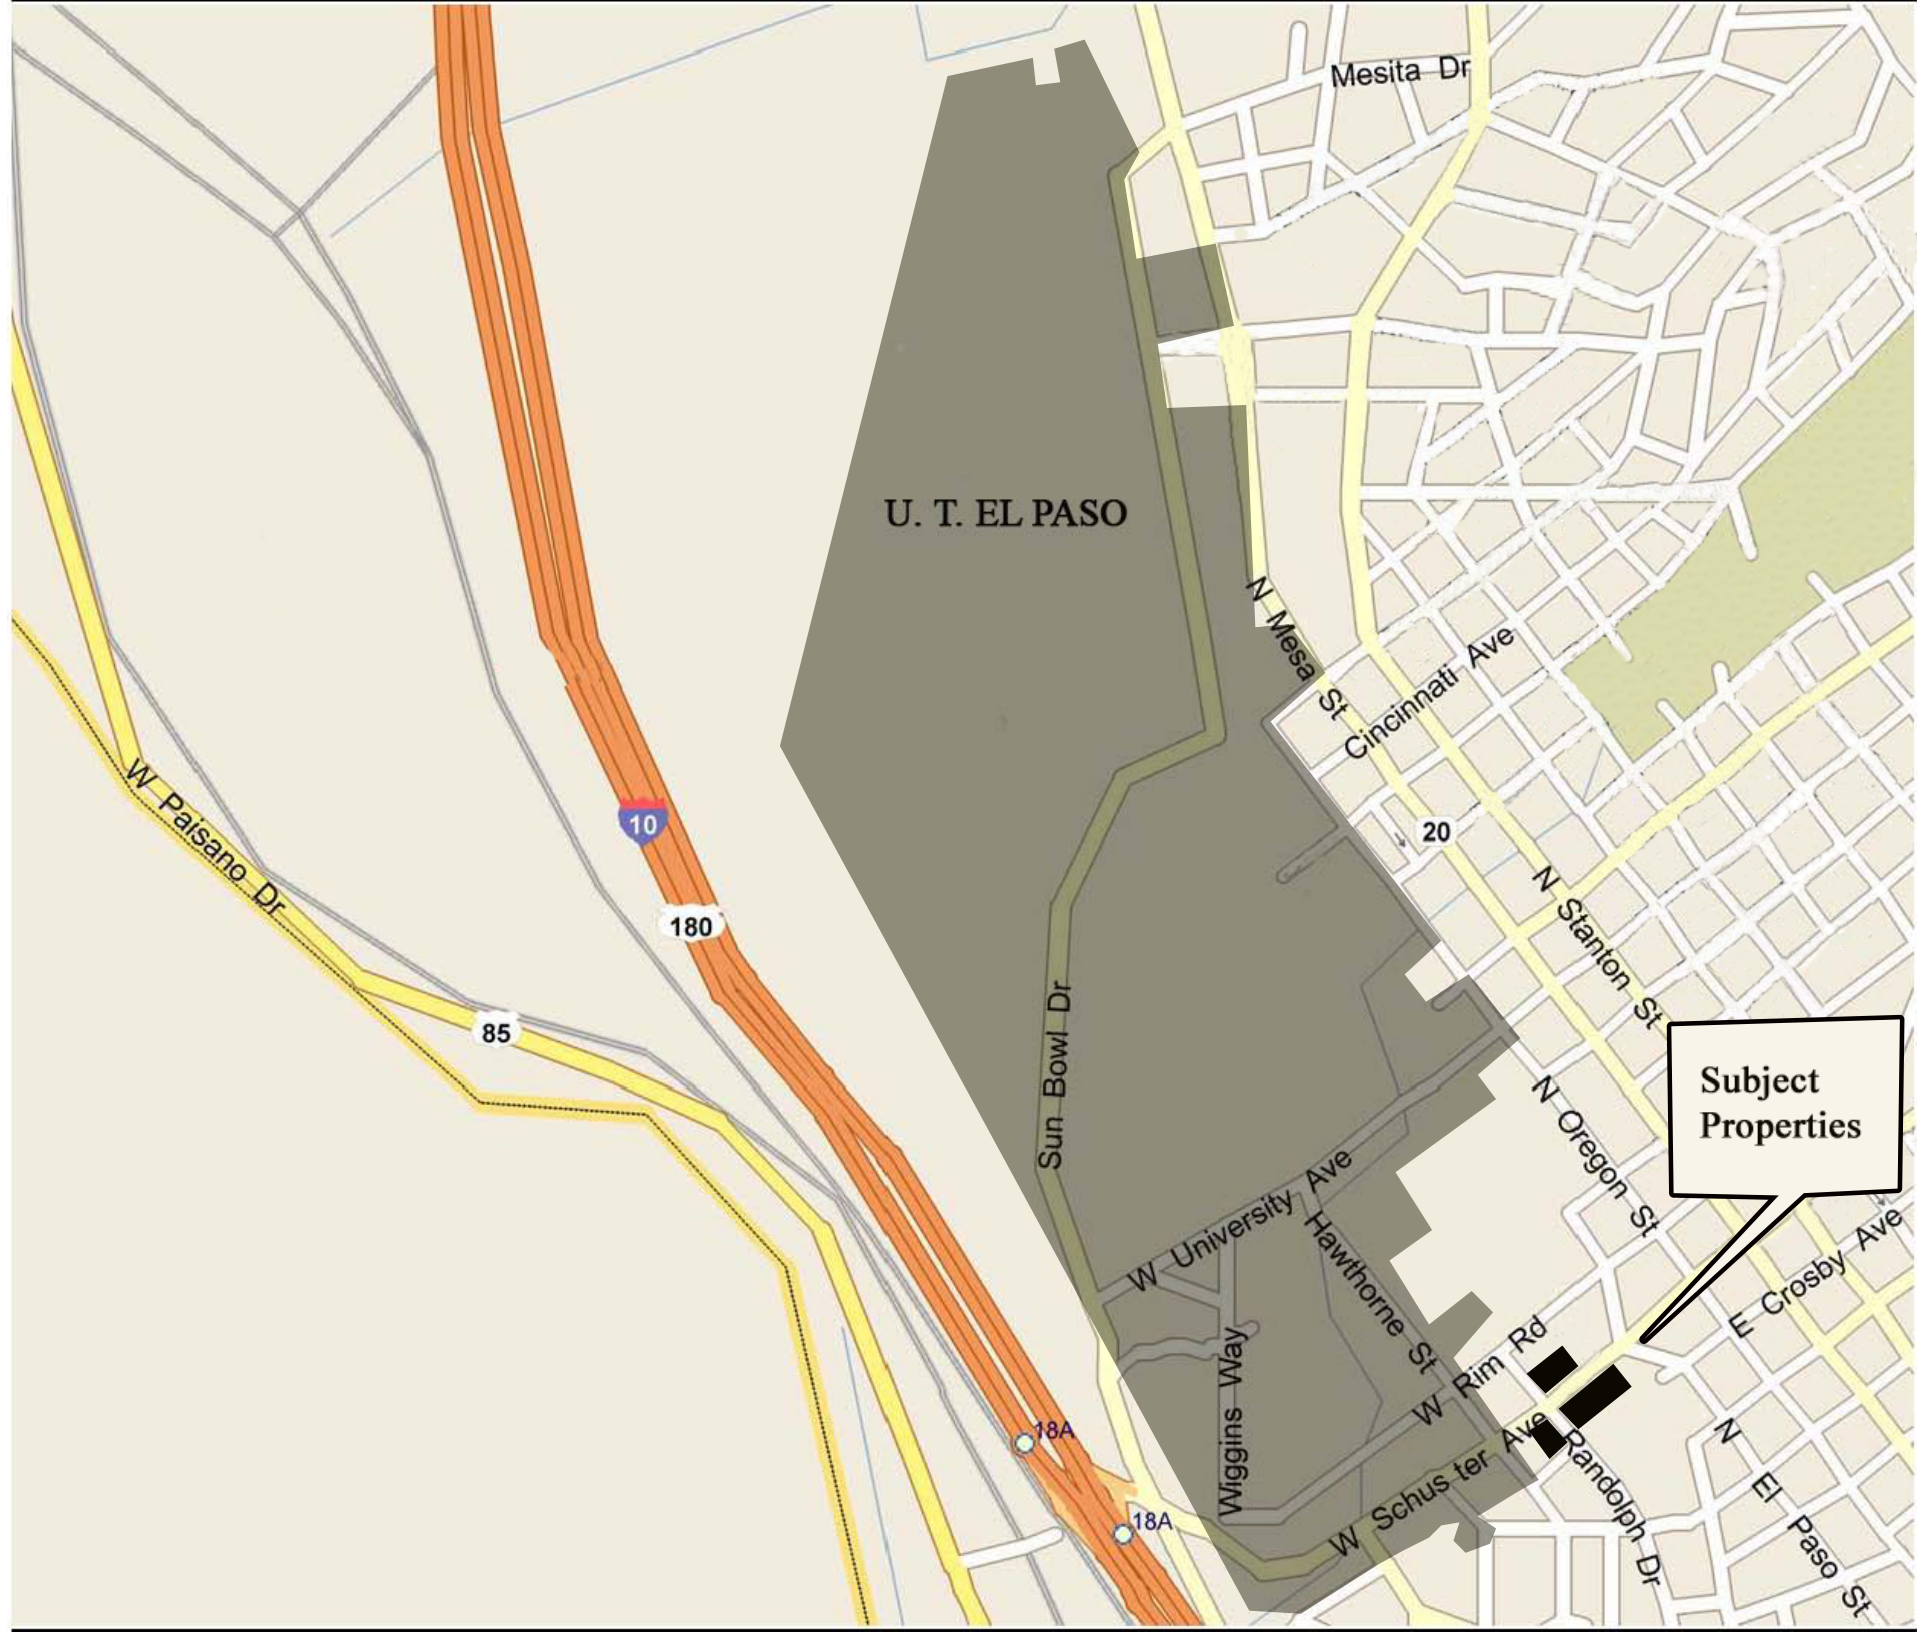 Mesita Dr
U. T. EL PASO
N Mesa St
Cincinnati Ave
W Paisano Dr
10
20
180
N Stanton St
85
Sun Bowl Dr
Subject
Properties
N Oregon St
W University Ave
Hawthorne St
E Crosby Ave
Wiggins Way
W Rim Rd
18A
18A
W Schus ter Ave
Randolph Dr
N El Paso St